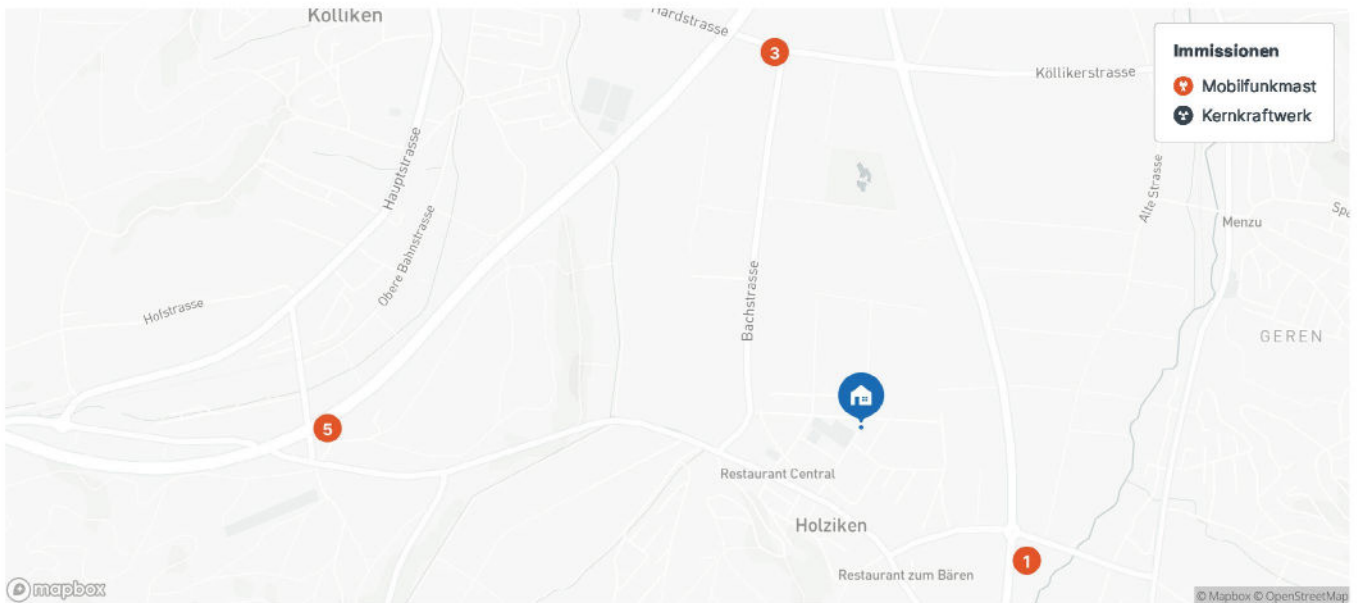 Kölliken
Hardstrasse
3
Immissionen
Köllikerstrasse
Mobilfunkmast
Kernkraftwerk
Hauptstrasse
Alte Strasse
Menzu
Obere Bahnstrasse
Hofstrasse
Bachstrasse
GEREN
5
Restaurant Central
Holziken
1
Restaurant zum Bären
mapbox
© Mapbox © OpenStreetMap